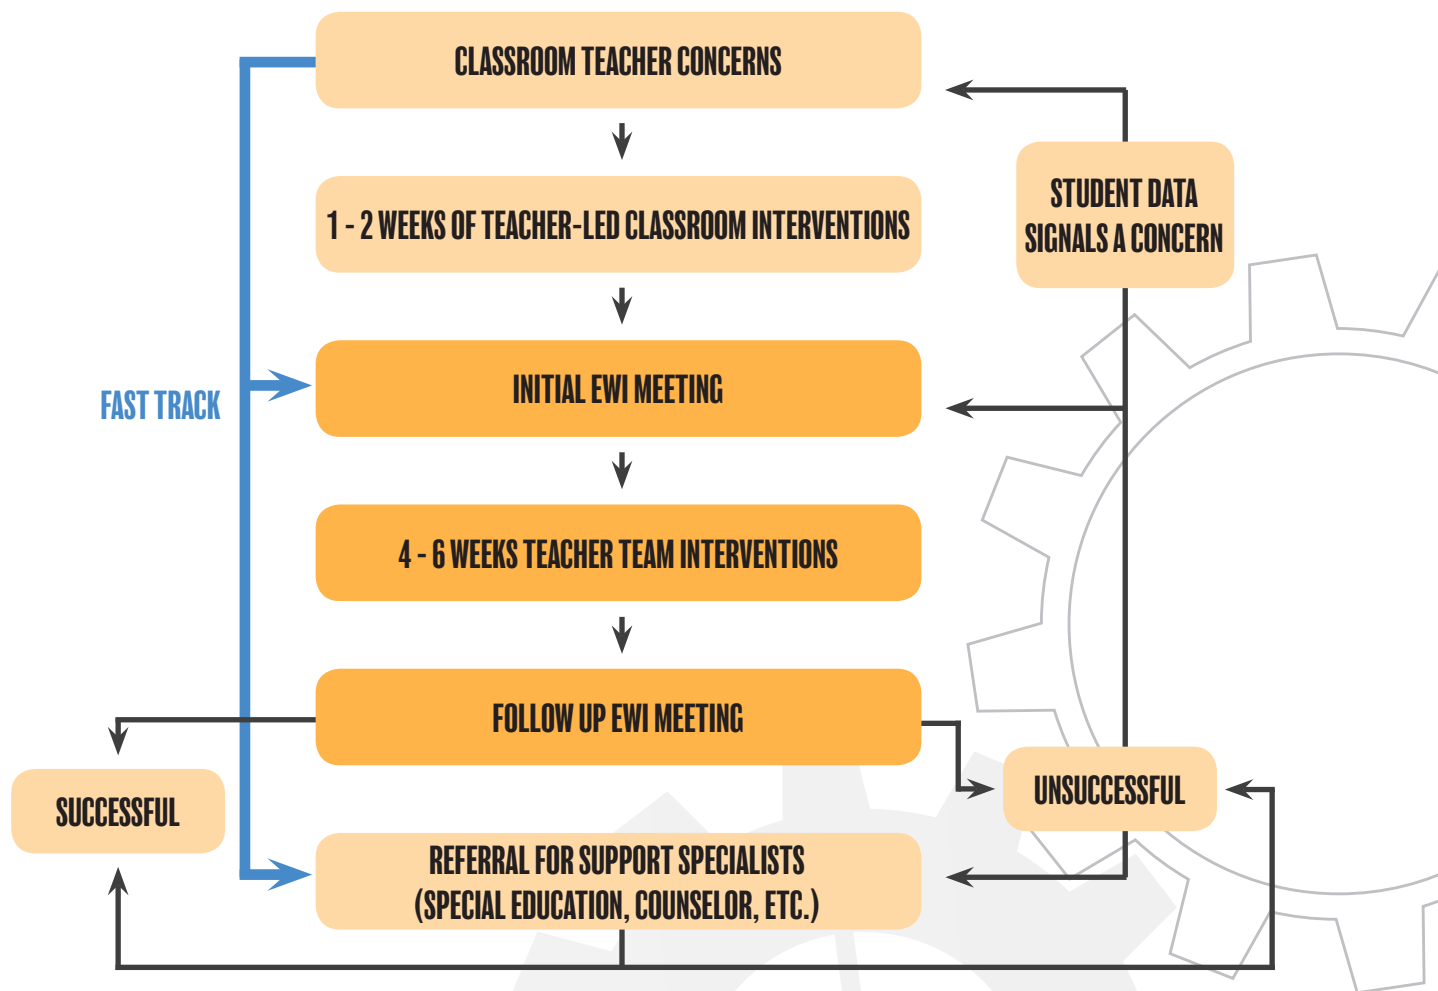 CLASSROOM TEACHER CONCERNS
STUDENT DATA
SIGNALS A CONCERN
1 - 2 WEEKS OF TEACHER-LED CLASSROOM INTERVENTIONS
FAST TRACK
INITIAL EWI MEETING
4 - 6 WEEKS TEACHER TEAM INTERVENTIONS
FOLLOW UP EWI MEETING
SUCCESSFUL
UNSUCCESSFUL
REFERRAL FOR SUPPORT SPECIALISTS
(SPECIAL EDUCATION, COUNSELOR, ETC.)